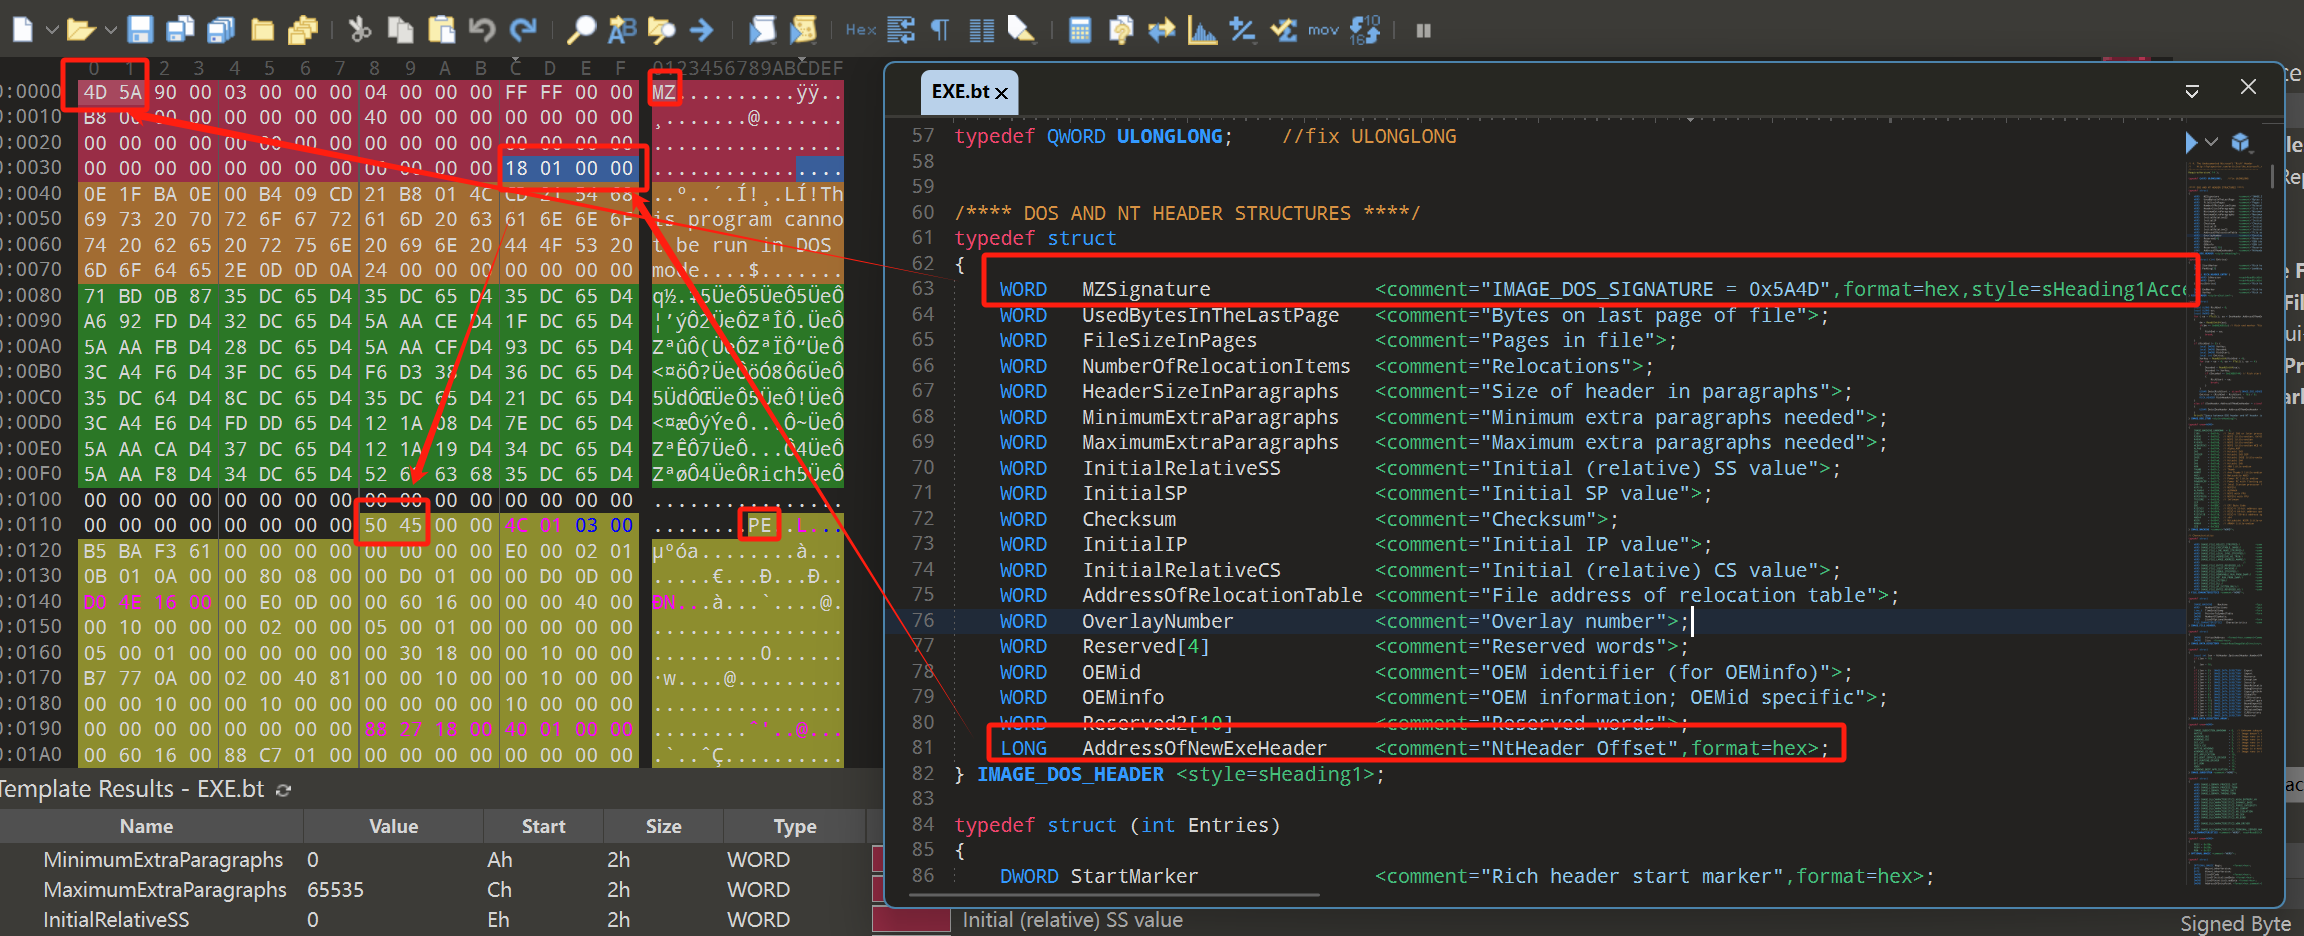 Hex
mov
10
16
0 1 2 3 4 5 6 7 8 9 A B C D E F 0123456789ABCDEF
0:0000 4D 5A 90 00 03 00 00 00 04 00 00 00 FF FF 00 00 MZ..........ÿÿ..
0:0010 B8 00 00 00 00 00 00 00 40 00 00 00 00 00 00 00 ¸.......@.......
0:0020 00 00 00 00 00 00 00 00 00 00 00 00 00 00 00 00 ................
0:0030 00 00 00 00 00 00 00 00 00 00 00 00 18 01 00 00 ................
0:0040 0E 1F BA 0E 00 B4 09 CD 21 B8 01 4C CD 21 54 68 ..º..´.Í!¸.LÍ!Th
0:0050 69 73 20 70 72 6F 67 72 61 6D 20 63 61 6E 6E 6F is program canno
0:0060 74 20 62 65 20 72 75 6E 20 69 6E 20 44 4F 53 20 t be run in DOS
0:0070 6D 6F 64 65 2E 0D 0D 0A 24 00 00 00 00 00 00 00 mode....$.......
0:0080 71 BD 0B 87 35 DC 65 D4 35 DC 65 D4 35 DC 65 D4 q½.‡5ÜeÔ5ÜeÔ5ÜeÔ
0:0090 A6 92 FD D4 32 DC 65 D4 5A AA CE D4 1F DC 65 D4 ¦’ýÔ2ÜeÔZªÎÔ.ÜeÔ
0:00A0 5A AA FB D4 28 DC 65 D4 5A AA CF D4 93 DC 65 D4 ZªûÔ(ÜeÔZªÏÔ“ÜeÔ
0:00B0 3C A4 F6 D4 3F DC 65 D4 F6 D3 38 D4 36 DC 65 D4 <¤öÔ?ÜeÔöÓ8Ô6ÜeÔ
0:00C0 35 DC 64 D4 8C DC 65 D4 35 DC 65 D4 21 DC 65 D4 5ÜdÔŒÜeÔ5ÜeÔ!ÜeÔ
0:00D0 3C A4 E6 D4 FD DD 65 D4 12 1A 08 D4 7E DC 65 D4 <¤æÔýÝeÔ...Ô~ÜeÔ
0:00E0 5A AA CA D4 37 DC 65 D4 12 1A 19 D4 34 DC 65 D4 ZªÊÔ7ÜeÔ...Ô4ÜeÔ
0:00F0 5A AA F8 D4 34 DC 65 D4 52 69 63 68 35 DC 65 D4 ZªøÔ4ÜeÔRich5ÜeÔ
0:0100 00 00 00 00 00 00 00 00 00 00 00 00 00 00 00 00 ................
0:0110 00 00 00 00 00 00 00 00 50 45 00 00 4C 01 03 00 ........PE..L...
0:0120 B5 BA F3 61 00 00 00 00 00 00 00 00 E0 00 02 01 µºóa........à...
0:0130 0B 01 0A 00 00 80 08 00 00 D0 01 00 00 D0 0D 00 .....€...Ð...Ð..
0:0140 D0 4E 16 00 00 E0 0D 00 00 60 16 00 00 00 40 00 ÐN...à...`....@.
0:0150 00 10 00 00 00 02 00 00 05 00 01 00 00 00 00 00 ................
0:0160 05 00 01 00 00 00 00 00 00 30 18 00 00 10 00 00 .........0......
0:0170 B7 77 0A 00 02 00 40 81 00 00 10 00 00 10 00 00 ·w....@.........
0:0180 00 00 10 00 00 10 00 00 00 00 00 00 10 00 00 00 ................
0:0190 00 00 00 00 00 00 00 00 88 27 18 00 40 01 00 00 ........ˆ'..@...
0:01A0 00 60 16 00 88 C7 01 00 00 00 00 00 00 00 00 00 .`..ˆÇ..........
EXE.bt
57 typedef QWORD ULONGLONG; //fix ULONGLONG
58
59
60 /**** DOS AND NT HEADER STRUCTURES ****/
61 typedef struct
62 {
63 WORD MZSignature <comment="IMAGE_DOS_SIGNATURE = 0x5A4D",format=hex,style=sHeading1Acce
64 WORD UsedBytesInTheLastPage <comment="Bytes on last page of file">;
65 WORD FileSizeInPages <comment="Pages in file">;
66 WORD NumberOfRelocationItems <comment="Relocations">;
67 WORD HeaderSizeInParagraphs <comment="Size of header in paragraphs">;
68 WORD MinimumExtraParagraphs <comment="Minimum extra paragraphs needed">;
69 WORD MaximumExtraParagraphs <comment="Maximum extra paragraphs needed">;
70 WORD InitialRelativeSS <comment="Initial (relative) SS value">;
71 WORD InitialSP <comment="Initial SP value">;
72 WORD Checksum <comment="Checksum">;
73 WORD InitialIP <comment="Initial IP value">;
74 WORD InitialRelativeCS <comment="Initial (relative) CS value">;
75 WORD AddressOfRelocationTable <comment="File address of relocation table">;
76 WORD OverlayNumber <comment="Overlay number">;
77 WORD Reserved[4] <comment="Reserved words">;
78 WORD OEMid <comment="OEM identifier (for OEMinfo)">;
79 WORD OEMinfo <comment="OEM information; OEMid specific">;
80 WORD Reserved2[10] <comment="Reserved words">;
81 LONG AddressOfNewExeHeader <comment="NtHeader Offset",format=hex>;
82 } IMAGE_DOS_HEADER <style=sHeading1>;
83
84 typedef struct (int Entries)
85 {
86 DWORD StartMarker <comment="Rich header start marker",format=hex>;
Template Results - EXE.bt
Name Value Start Size Type
MinimumExtraParagraphs 0 Ah 2h WORD
MaximumExtraParagraphs 65535 Ch 2h WORD
InitialRelativeSS 0 Eh 2h WORD Initial (relative) SS value
Signed Byte